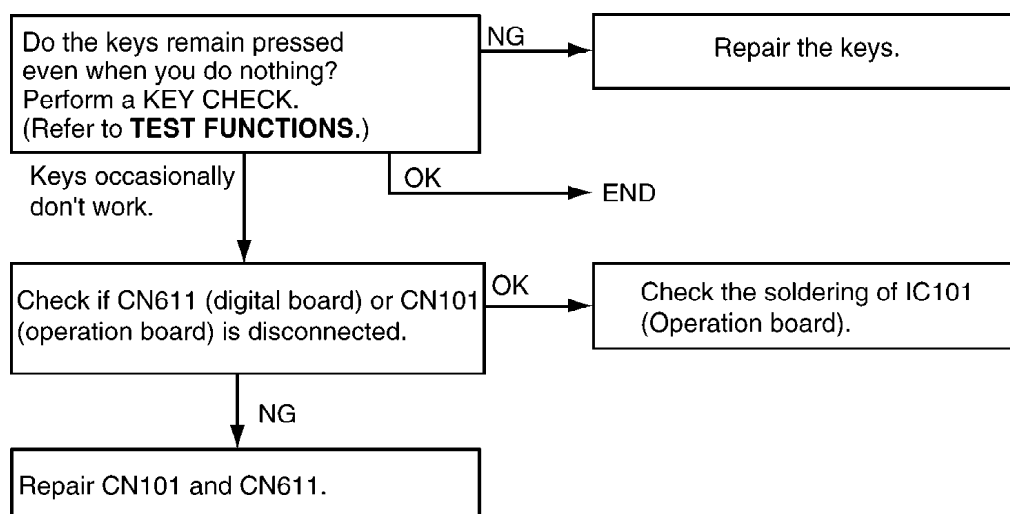 Do the keys remain pressed
even when you do nothing?
Perform a KEY CHECK.
(Refer to TEST FUNCTIONS.)
NG
Repair the keys.
Keys occasionally
don't work.
OK
END
Check if CN611 (digital board) or CN101
(operation board) is disconnected.
OK
Check the soldering of IC101
(Operation board).
NG
Repair CN101 and CN611.